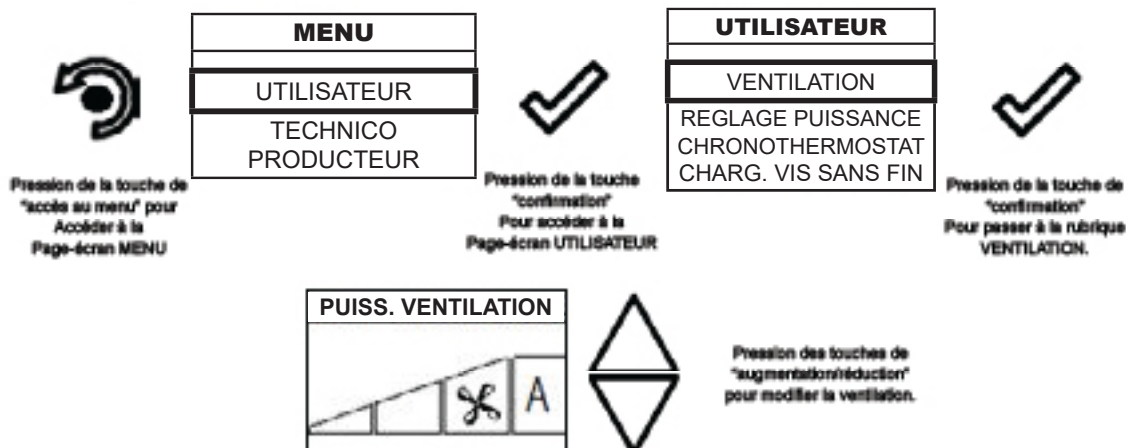 MENU
UTILISATEUR
TECHNICO
PRODUCTEUR
Pression de la touche de
"accès au menu" pour
Accéder à la
Page-écran MENU
Pression de la touche
"confirmation"
Pour accéder à la
Page-écran UTILISATEUR
UTILISATEUR
VENTILATION
REGLAGE PUISSANCE
CHRONOTHERMOSTAT
CHARG. VIS SANS FIN
Pression de la touche de
"confirmation"
Pour passer à la rubrique
VENTILATION.
PUISS. VENTILATION
A
Pression des touches de
"augmentation/réduction"
pour modifier la ventilation.